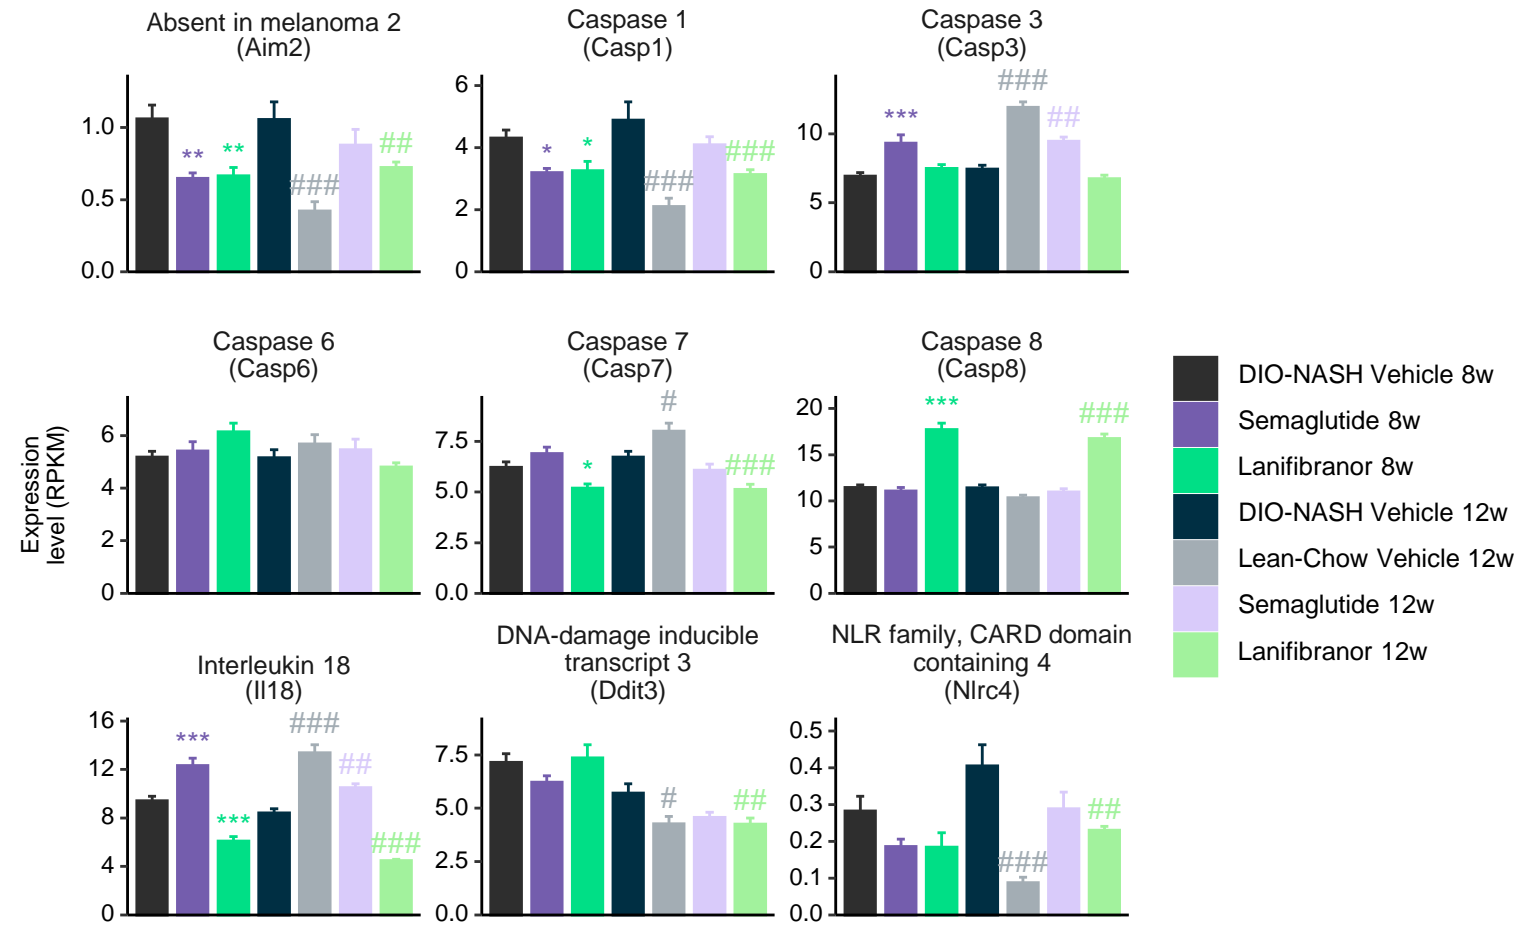 Absent in melanoma 2
(Aim2)
1.0
0.5
0.0
**
**
###
##
Caspase 1
(Casp1)
6
4
2
0
*
*
###
###
Caspase 3
(Casp3)
10
5
0
***
###
##
Caspase 6
(Casp6)
6
4
2
0
Caspase 7
(Casp7)
7.5
5.0
2.5
0.0
*
#
###
Caspase 8
(Casp8)
20
15
10
5
0
***
###
Expression
level (RPKM)
Interleukin 18
(Il18)
16
12
8
4
0
***
***
###
##
###
DNA-damage inducible
transcript 3
(Ddit3)
7.5
5.0
2.5
0.0
#
##
NLR family, CARD domain
containing 4
(Nlrc4)
0.5
0.4
0.3
0.2
0.1
0.0
###
##
DIO-NASH Vehicle 8w
Semaglutide 8w
Lanifibranor 8w
DIO-NASH Vehicle 12w
Lean-Chow Vehicle 12w
Semaglutide 12w
Lanifibranor 12w